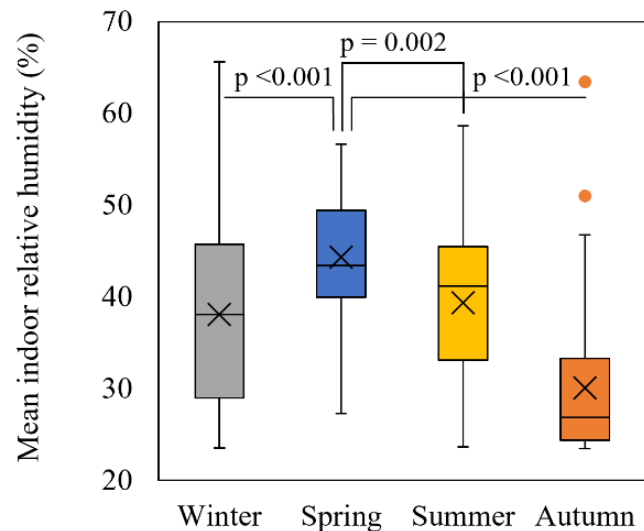 Mean indoor relative humidity (%)
70
60
50
40
30
20
p = 0.002
p <0.001
p <0.001
Winter
Spring
Summer
Autumn